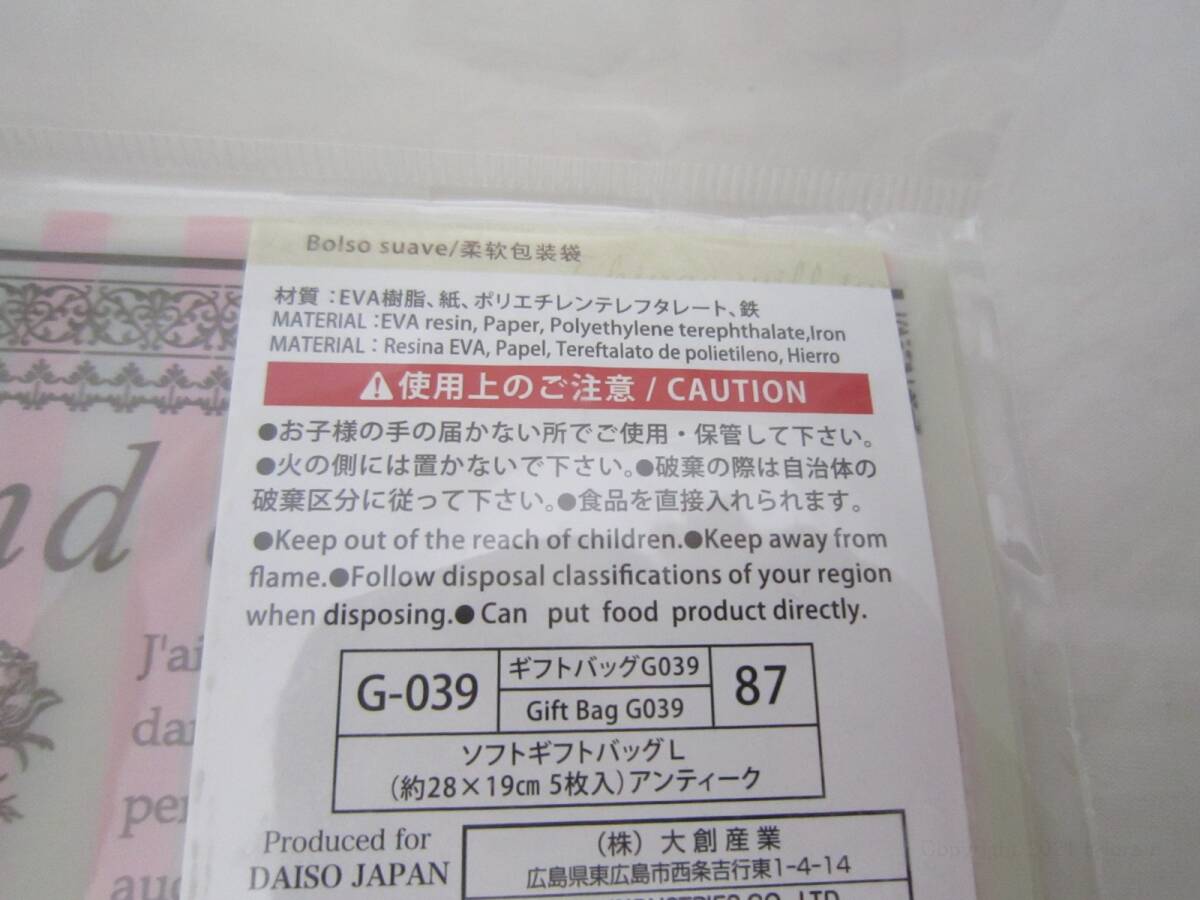 Bolso suave/柔软包装袋
材質：EVA樹脂、紙、ポリエチレンテレフタレート、鉄
MATERIAL：EVA resin, Paper, Polyethylene terephthalate,Iron
MATERIAL：Resina EVA, Papel, Tereftalato de polietileno, Hierro
使用上のご注意 / CAUTION
●お子様の手の届かない所でご使用・保管して下さい。
●火の側には置かないで下さい。●破棄の際は自治体の
破棄区分に従って下さい。●食品を直接入れられます。
●Keep out of the reach of children.●Keep away from
flame.●Follow disposal classifications of your region
when disposing.● Can put food product directly.
G-039
ギフトバッグG039
Gift Bag G039
87
ソフトギフトバッグL
(約28×19㎝ 5枚入)アンティーク
Produced for
DAISO JAPAN
(株) 大創産業
広島県東広島市西条吉行東1-4-14
nd
J'ai